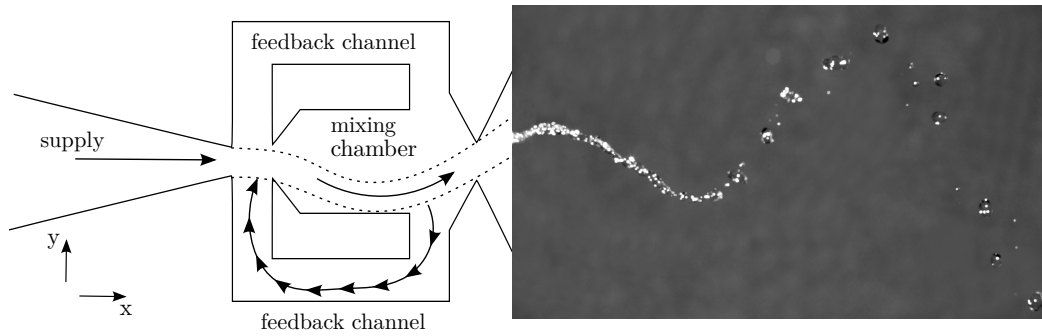 feedback channel
supply
mixing
chamber
y
x
feedback channel